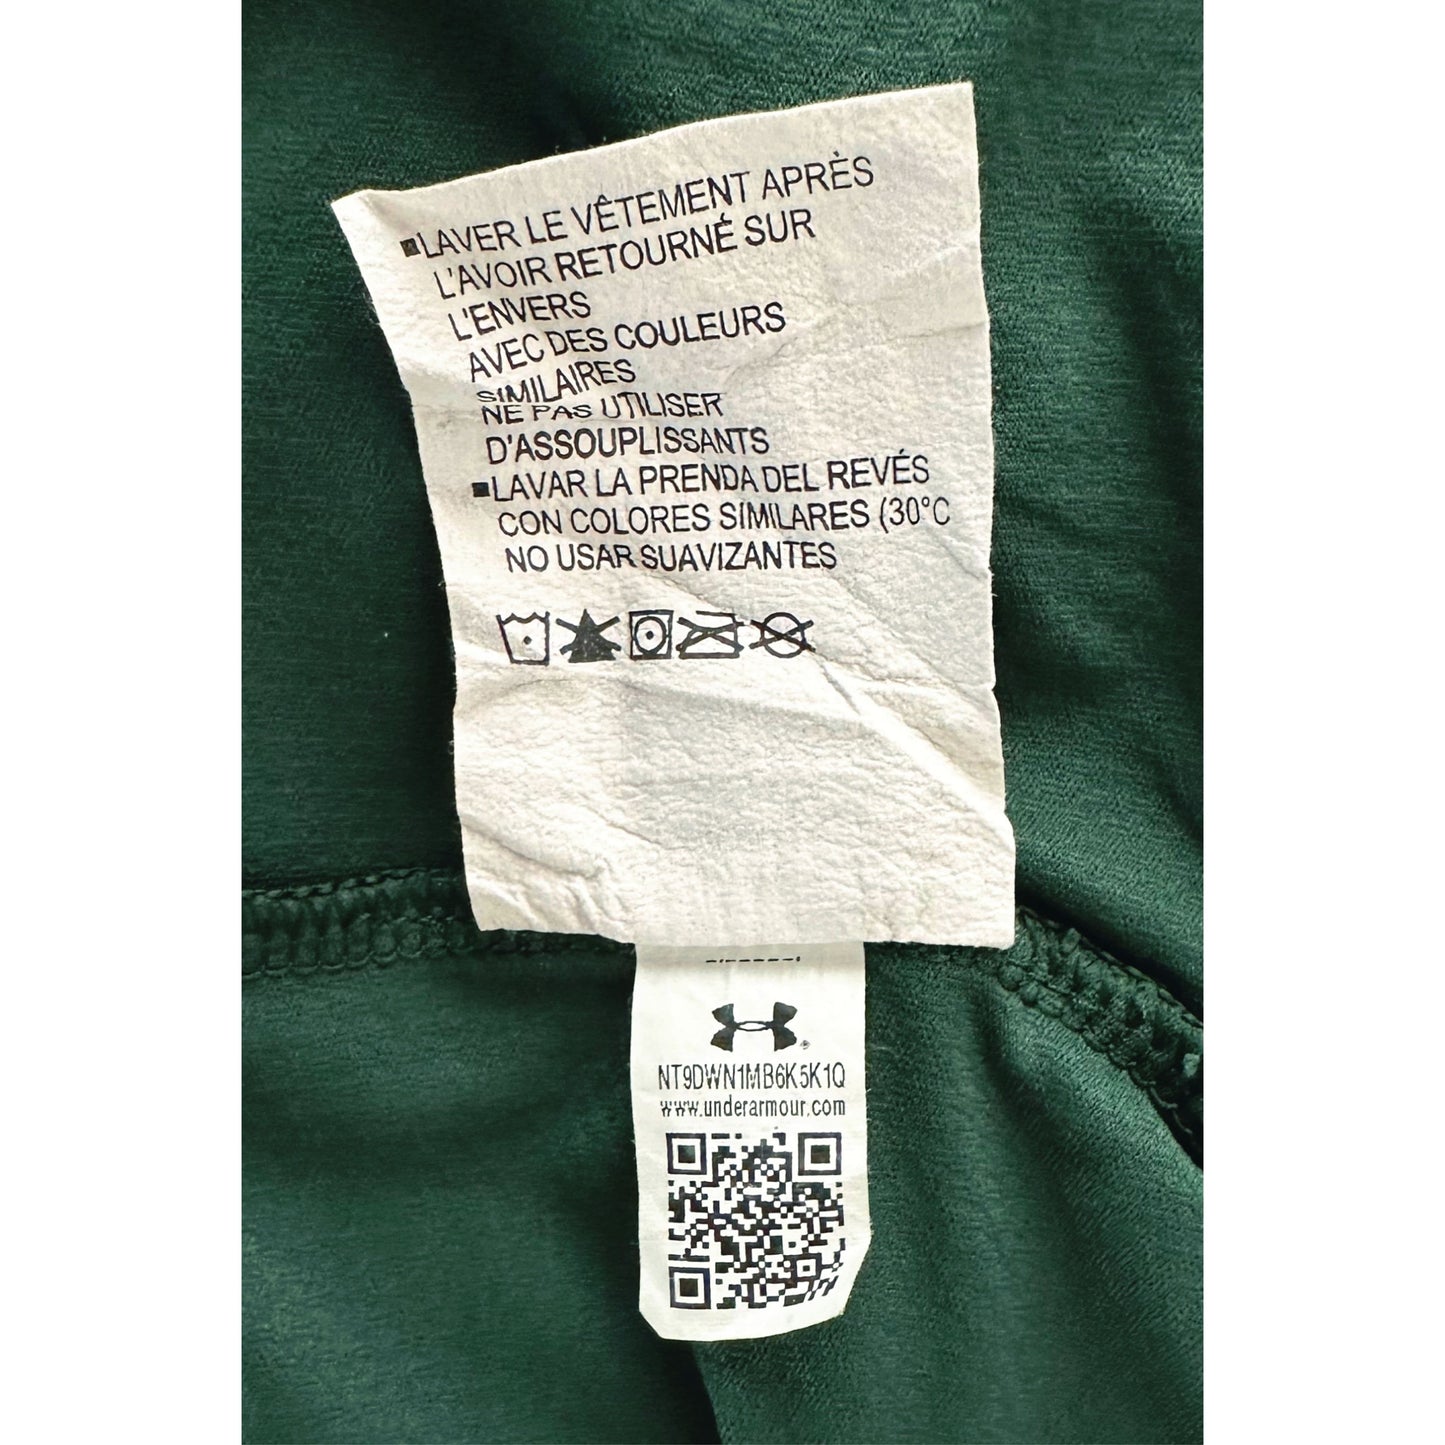 ▪LAVER LE VÊTEMENT APRÈS
L'AVOIR RETOURNÉ SUR
L'ENVERS
AVEC DES COULEURS
SIMILAIRES
NE PAS UTILISER
D'ASSOUPLISSANTS
▪LAVAR LA PRENDA DEL REVÉS
CON COLORES SIMILARES (30°C
NO USAR SUAVIZANTES
NT9DWN1MB6K5K1Q
www.underarmour.com